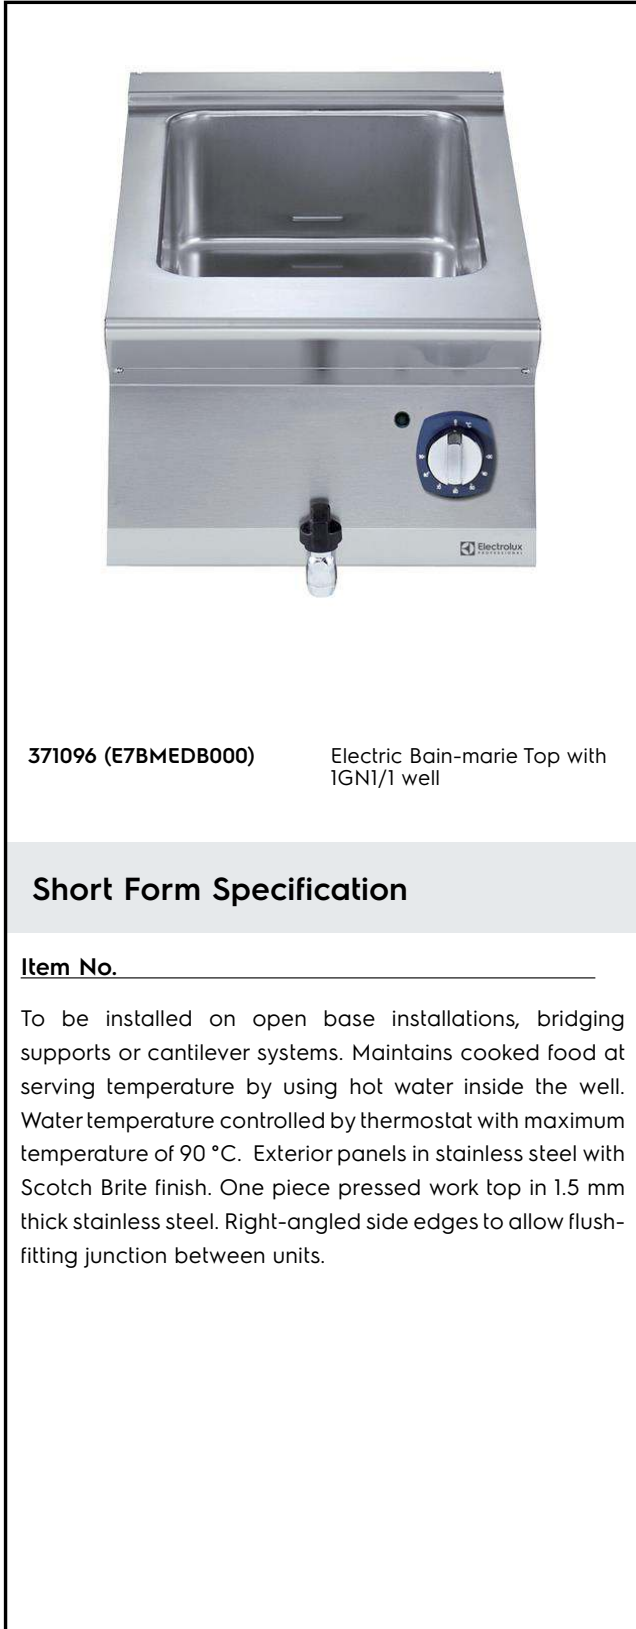 Electrolux
PROFESSIONAL
371096 (E7BMEDB000)
Electric Bain-marie Top with
1GN1/1 well
Short Form Specification
Item No.
To be installed on open base installations, bridging
supports or cantilever systems. Maintains cooked food at
serving temperature by using hot water inside the well.
Water temperature controlled by thermostat with maximum
temperature of 90 °C. Exterior panels in stainless steel with
Scotch Brite finish. One piece pressed work top in 1.5 mm
thick stainless steel. Right-angled side edges to allow flush-
fitting junction between units.